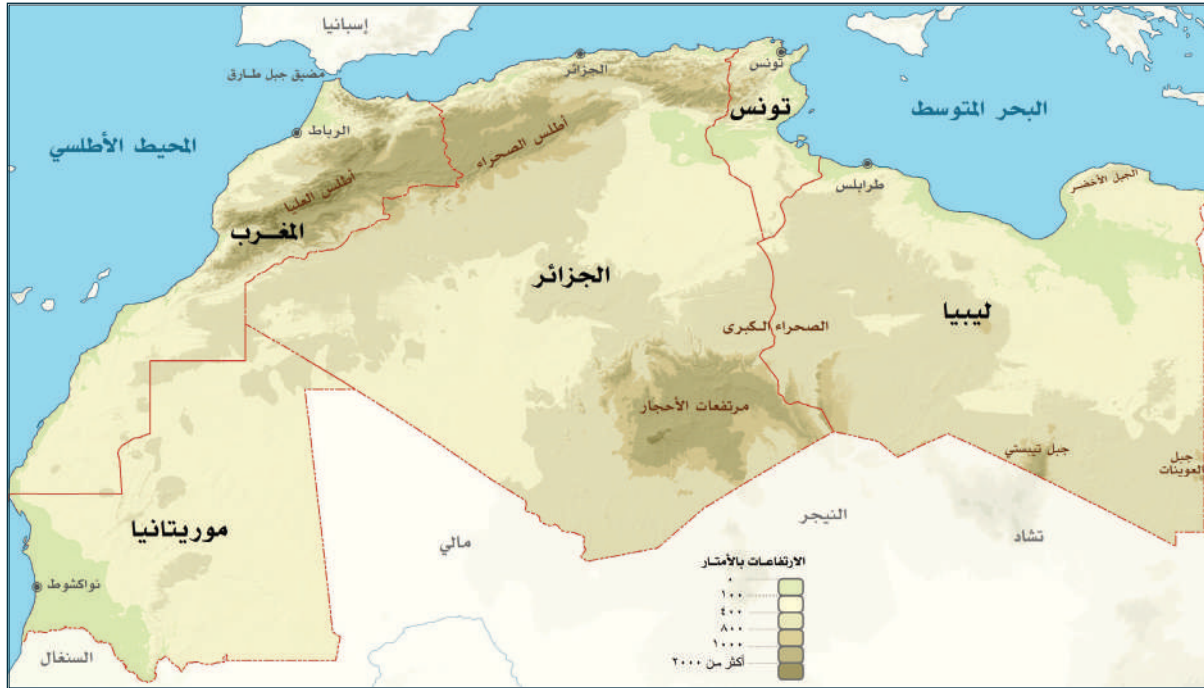 إسبانيا
مضيق جبل طارق
الجزائر
تونس
تونس
البحر المتوسط
المحيط الأطلسي
الرباط
أطلس الصحراء
أطلس العليا
المغرب
طرابلس
الجبل الأخضر
الجزائر
ليبيا
الصحراء الكبرى
مرتفعات الأحجار
جبل تيبستي
جبل
العوينات
موريتانيا
مالي
النيجر
تشاد
نواكشوط
السنغال
الارتفاعات بالأمتار
٠
١٠٠
٤٠٠
٨٠٠
١٠٠٠
أكثر من ٢٠٠٠